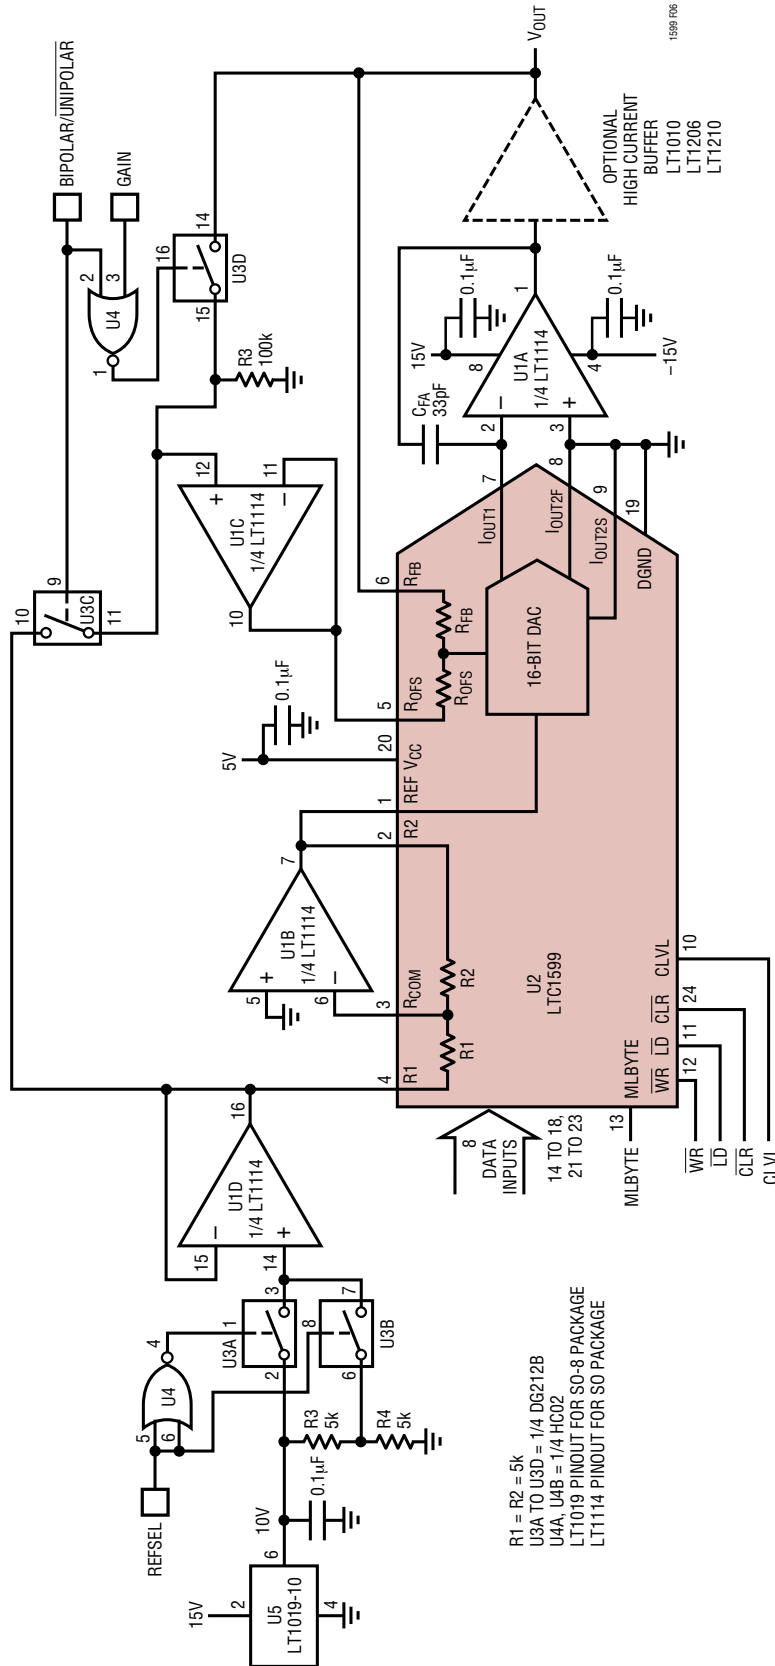 REFSEL
15V
2
U5
LT1019-10
4
6
10V
0.1µF
5
6
U4
4
R3
5k
R4
5k
2
U3A
1
3
6
8
U3B
7
15
14
–
+
U1D
1/4 LT1114
16
R1 = R2 = 5k
U3A TO U3D = 1/4 DG212B
U4A, U4B = 1/4 HC02
LT1019 PINOUT FOR SO-8 PACKAGE
LT1114 PINOUT FOR SO PACKAGE
8
DATA
INPUTS
14 TO 18,
21 TO 23
MLBYTE
13
MLBYTE
WR
LD
CLR
CLVL
12
11
24
10
WR
LD
CLR
CLVL
5
6
+
–
U1B
1/4 LT1114
7
4
3
2
1
20
5
6
R1
RCOM
R2
REF
VCC
ROFS
RFB
R1
R2
ROFS
RFB
U2
LTC1599
16-BIT DAC
5V
0.1µF
10
9
U3C
11
10
U1C
1/4 LT1114
+
–
12
11
R3
100k
BIPOLAR/UNIPOLAR
GAIN
2
3
U4
1
16
15
14
U3D
IOUT1
IOUT2F
IOUT2S
DGND
7
8
9
19
CFA
33pF
2
3
–
+
15V
8
0.1µF
U1A
1/4 LT1114
1
4
0.1µF
–15V
OPTIONAL
HIGH CURRENT
BUFFER
LT1010
LT1206
LT1210
VOUT
1599 F06